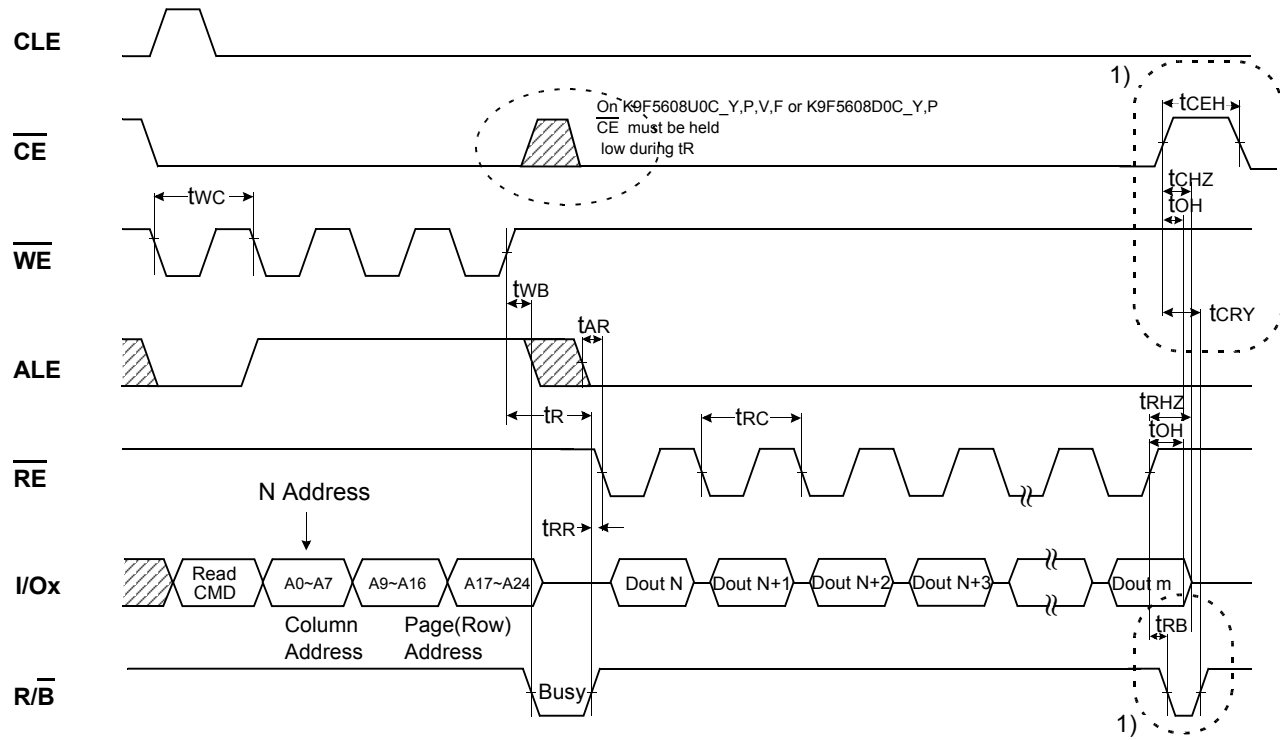 CLE
1)
tCEH
On K9F5608U0C_Y,P,V,F or K9F5608D0C_Y,P
CE must be held
low during tR
CE
tWC
tCHZ
tOH
WE
tWB
tCRY
tAR
ALE
tR
tRC
tRHZ
tOH
RE
N Address
tRR
I/Ox
Read
CMD
A0~A7
A9~A16
A17~A24
Dout N
Dout N+1
Dout N+2
Dout N+3
Dout m
Column
Address
Page(Row)
Address
tRB
R/B
Busy
1)